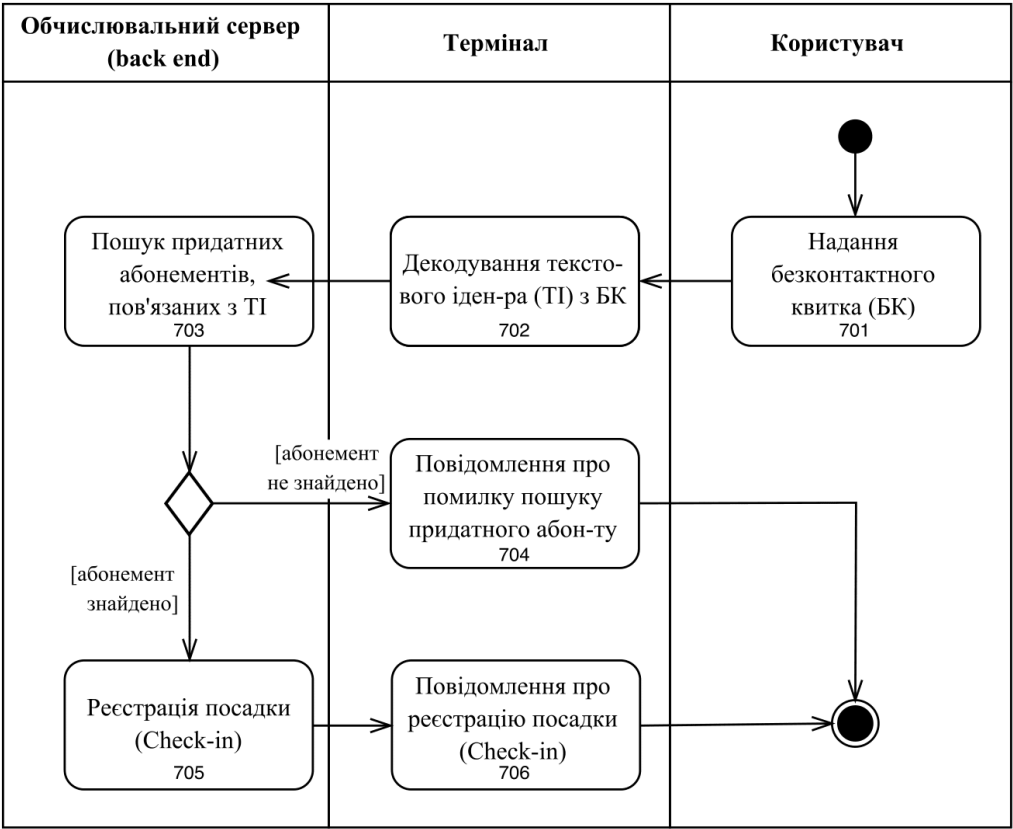 Обчислювальний сервер
(back end)
Термінал
Користувач
Пошук придатних
абонементів,
пов'язаних з ТІ
703
Декодування тексто-
вого іден-ра (ТІ) з БК
702
Надання
безконтактного
квитка (БК)
701
[абонемент
не знайдено]
Повідомлення про
помилку пошуку
придатного абон-ту
704
[абонемент
знайдено]
Реєстрація посадки
(Check-in)
705
Повідомлення про
реєстрацію посадки
(Check-in)
706